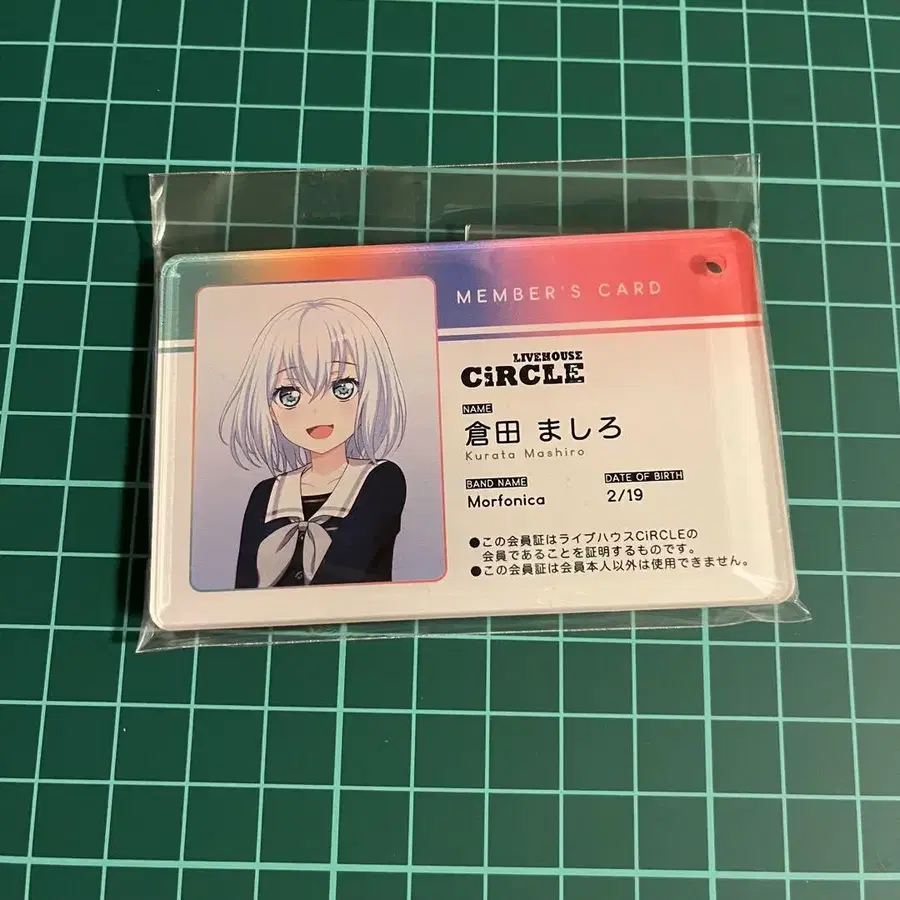 MEMBER'S CARD
LIVEHOUSE
CiRCLE
NAME
倉田 ましろ
Kurata Mashiro
BAND NAME
Morfonica
DATE OF BIRTH
2/19
●この会員証はライブハウスCiRCLEの
会員であることを証明するものです。
●この会員証は会員本人以外は使用できません。